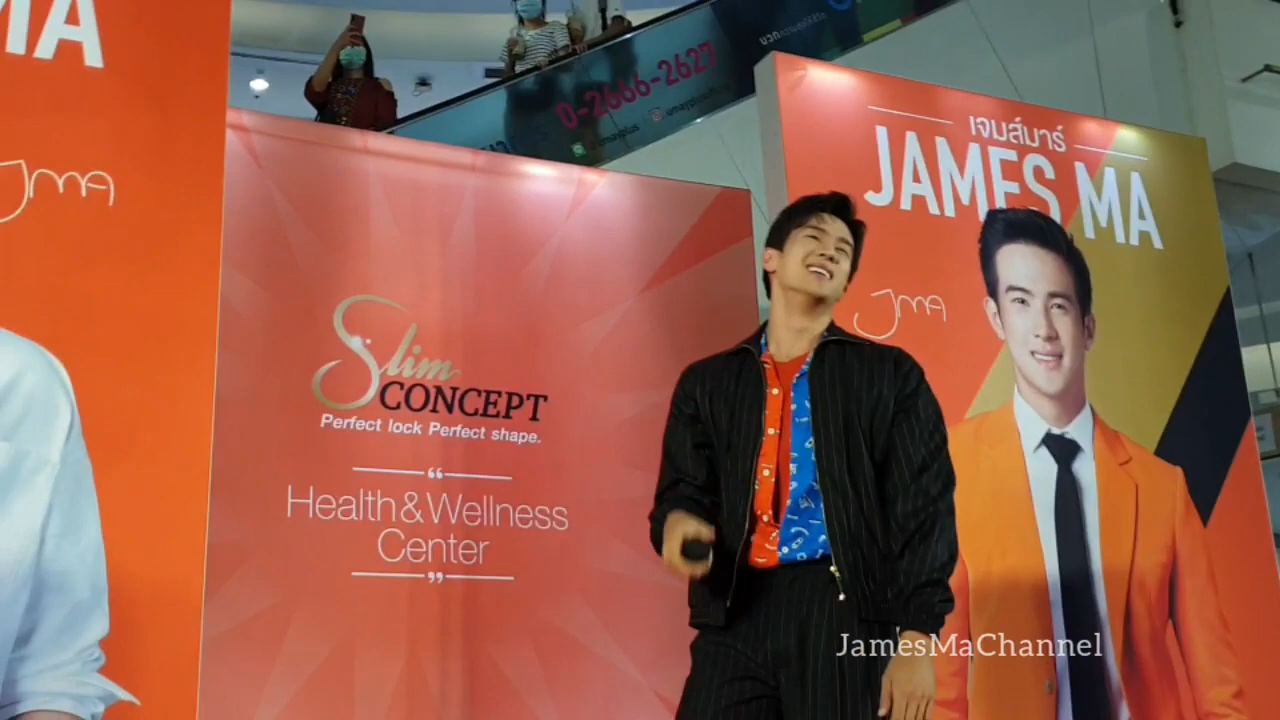 MA
JMA
0-2666-2627
เจมส์มาร์
JAMES MA
JMA
Slim
CONCEPT
Perfect lock Perfect shape.
“
Health & Wellness
Center
”
JamesMaChannel